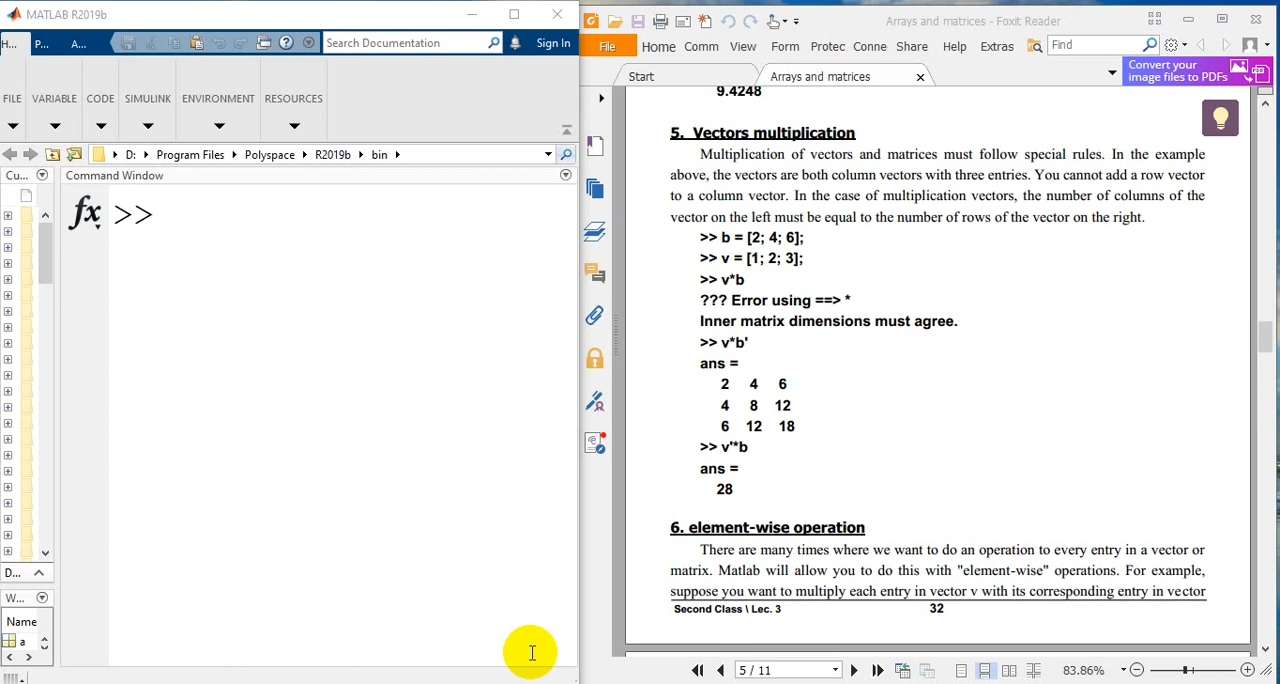 MATLAB R2019b
H... P... A... Search Documentation Sign In
FILE VARIABLE CODE SIMULINK ENVIRONMENT RESOURCES
D: Program Files Polyspace R2019b bin
Cu... Command Window
fx >>
D...
W...
Name
a
Arrays and matrices - Foxit Reader
File Home Comm View Form Protec Conne Share Help Extras Find
Start Arrays and matrices Convert your
image files to PDFs
9.4248
5. Vectors multiplication
Multiplication of vectors and matrices must follow special rules. In the example
above, the vectors are both column vectors with three entries. You cannot add a row vector
to a column vector. In the case of multiplication vectors, the number of columns of the
vector on the left must be equal to the number of rows of the vector on the right.
>> b = [2; 4; 6];
>> v = [1; 2; 3];
>> v*b
??? Error using ==> *
Inner matrix dimensions must agree.
>> v*b'
ans =
2 4 6
4 8 12
6 12 18
>> v'*b
ans =
28
6. element-wise operation
There are many times where we want to do an operation to every entry in a vector or
matrix. Matlab will allow you to do this with "element-wise" operations. For example,
suppose you want to multiply each entry in vector v with its corresponding entry in vector
Second Class \ Lec. 3 32
5 / 11 83.86%